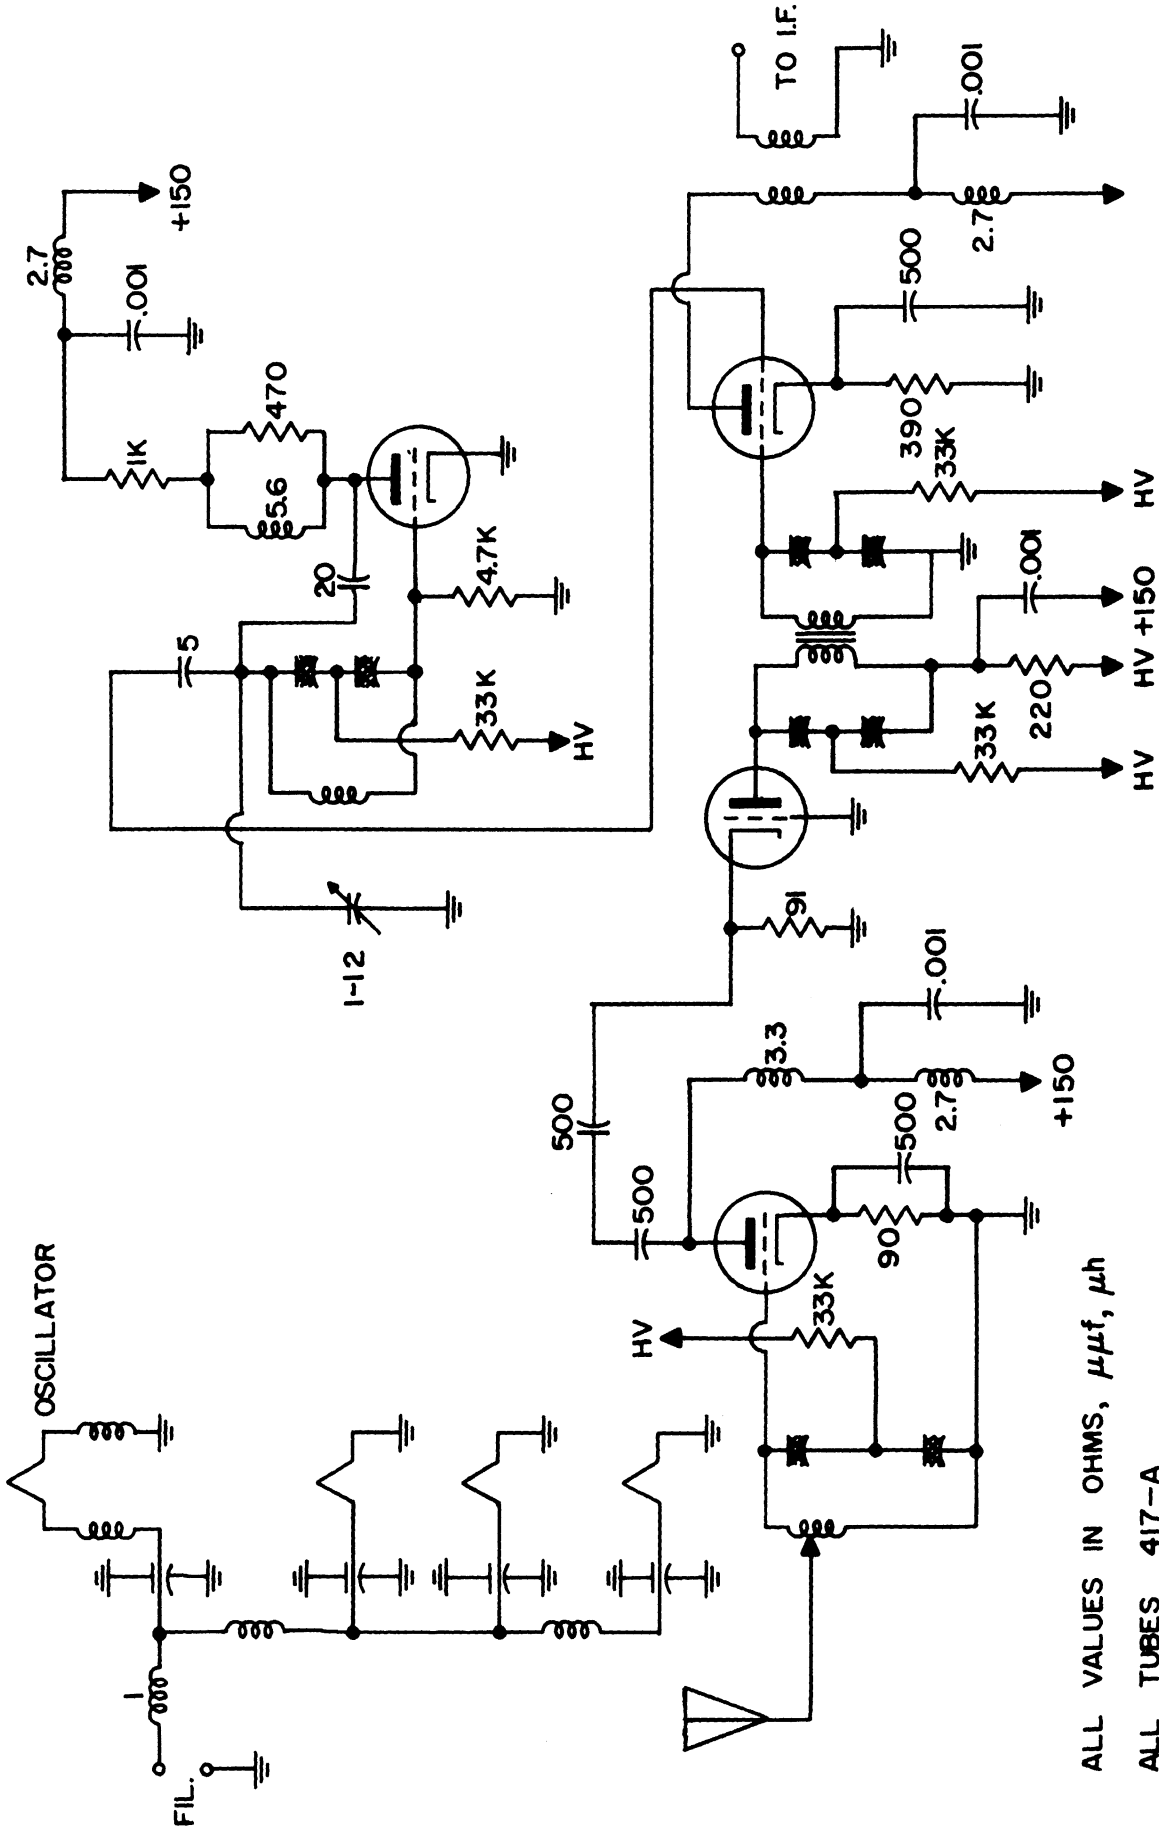 2.7
+150
.001
1K
470
5.6
20
4.7K
5
33K
HV
1-12
TO I.F.
.001
2.7
500
390
33K
HV
.001
+150
HV
220
33K
HV
91
500
500
3.3
.001
2.7
+150
500
90
33K
HV
OSCILLATOR
1
FIL.
ALL VALUES IN OHMS, μμf, μh
ALL TUBES 417-A